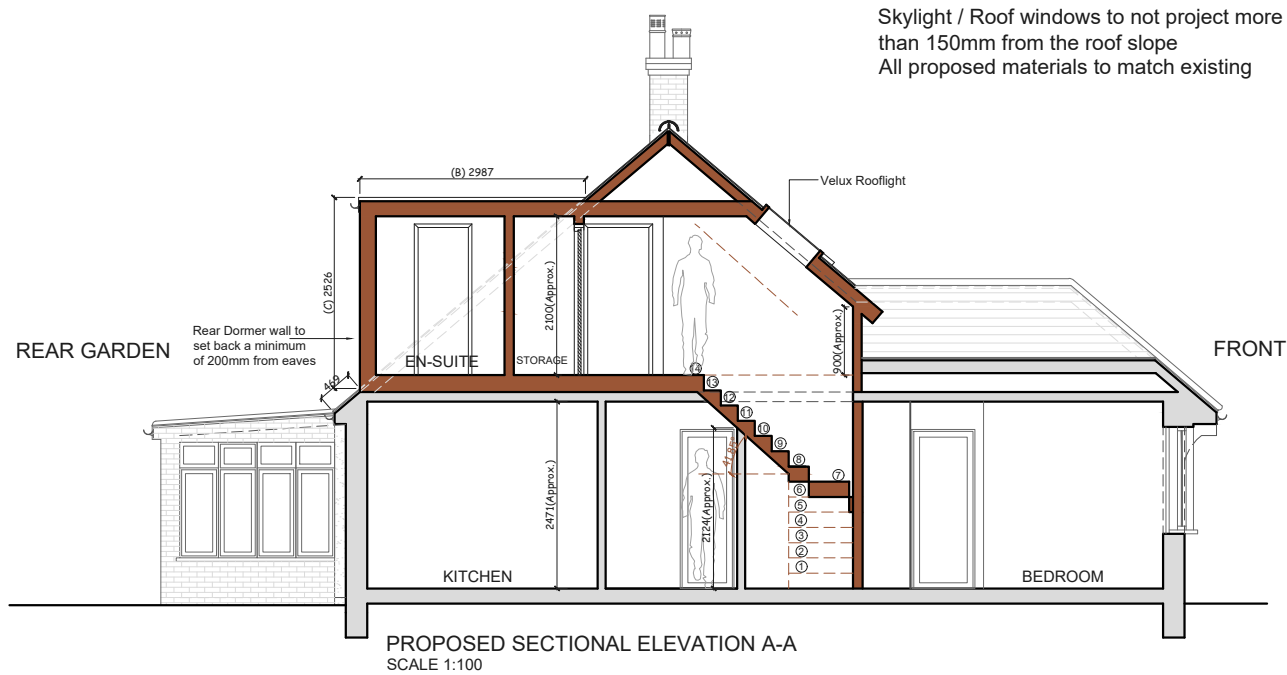 Skylight / Roof windows to not project more
than 150mm from the roof slope
All proposed materials to match existing
(B) 2987
Velux Rooflight
(C) 2526
2100(Approx.)
Rear Dormer wall to
set back a minimum
of 200mm from eaves
REAR GARDEN
EN-SUITE
STORAGE
900(Approx.)
FRONT
469
14
13
12
11
10
9
8
7
6
5
4
3
2
1
41.85°
2471(Approx.)
2124(Approx.)
KITCHEN
BEDROOM
PROPOSED SECTIONAL ELEVATION A-A
SCALE 1:100